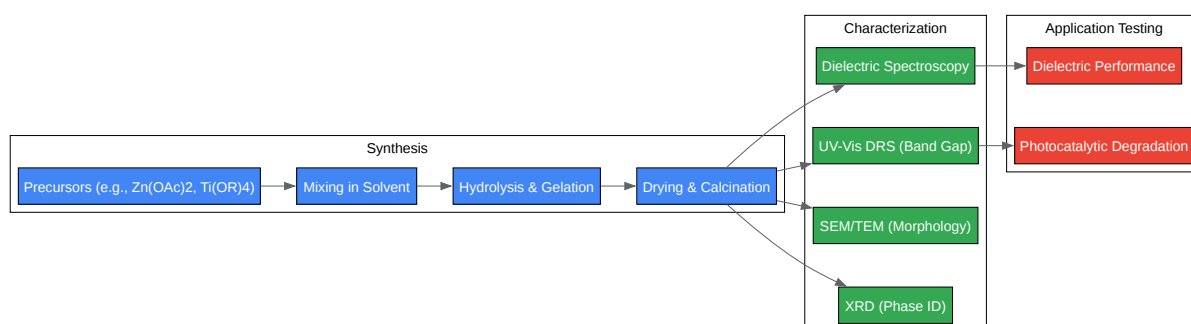 Synthesis
Precursors (e.g., Zn(OAc)2, Ti(OR)4)
Mixing in Solvent
Hydrolysis & Gelation
Drying & Calcination
Characterization
Dielectric Spectroscopy
UV-Vis DRS (Band Gap)
SEM/TEM (Morphology)
XRD (Phase ID)
Application Testing
Dielectric Performance
Photocatalytic Degradation